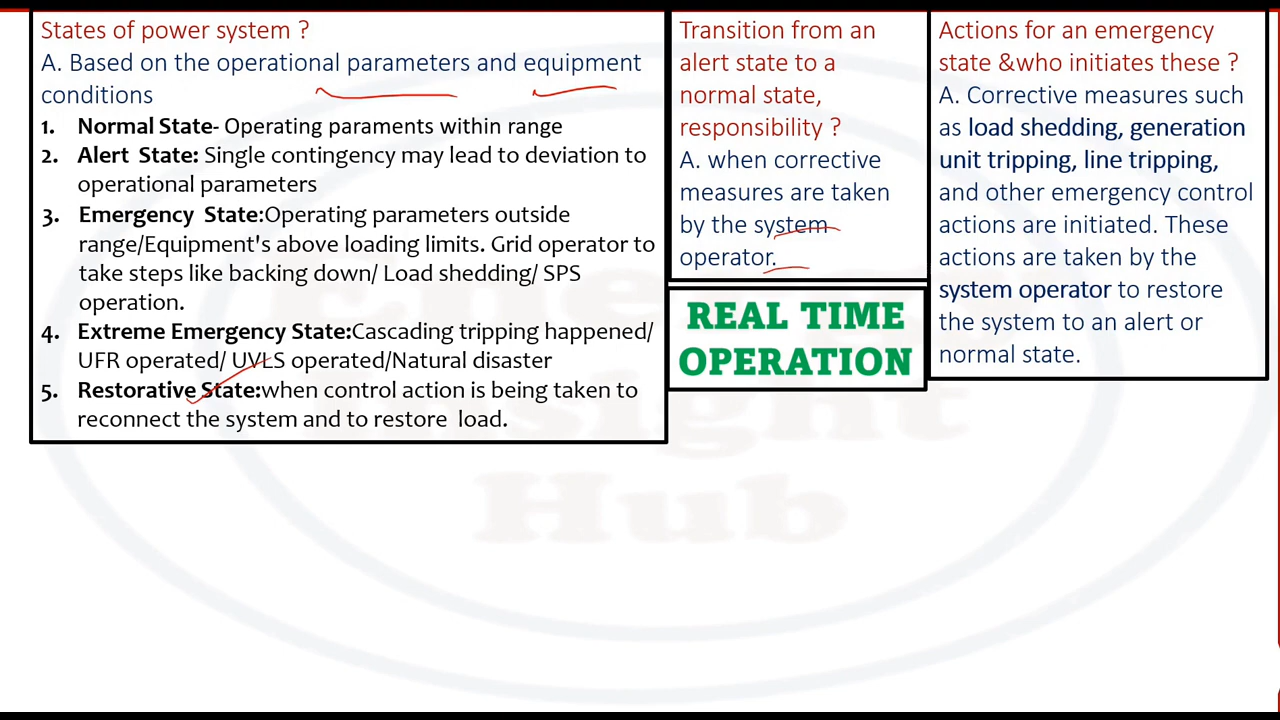 States of power system ?
A. Based on the operational parameters and equipment
conditions
1. Normal State- Operating paraments within range
2. Alert State: Single contingency may lead to deviation to
operational parameters
3. Emergency State:Operating parameters outside
range/Equipment's above loading limits. Grid operator to
take steps like backing down/ Load shedding/ SPS
operation.
4. Extreme Emergency State:Cascading tripping happened/
UFR operated/ UVLS operated/Natural disaster
5. Restorative State:when control action is being taken to
reconnect the system and to restore load.
Transition from an
alert state to a
normal state,
responsibility ?
A. when corrective
measures are taken
by the system
operator.
REAL TIME
OPERATION
Actions for an emergency
state &who initiates these ?
A. Corrective measures such
as load shedding, generation
unit tripping, line tripping,
and other emergency control
actions are initiated. These
actions are taken by the
system operator to restore
the system to an alert or
normal state.
Hub